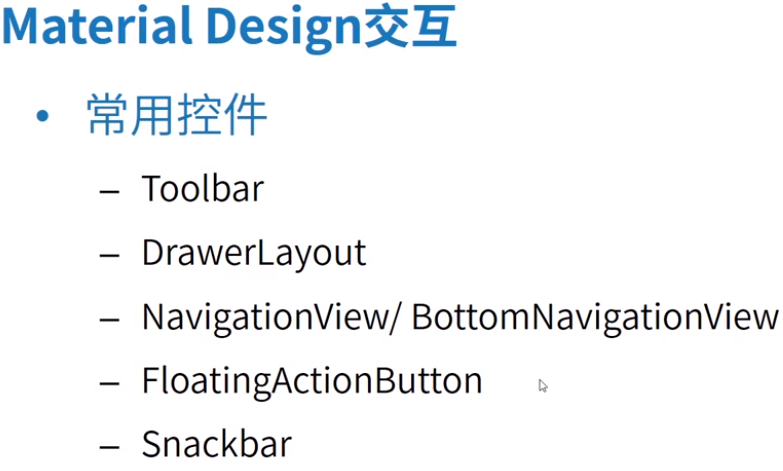 Material Design交互
• 常用控件
– Toolbar
– DrawerLayout
– NavigationView/ BottomNavigationView
– FloatingActionButton
– Snackbar